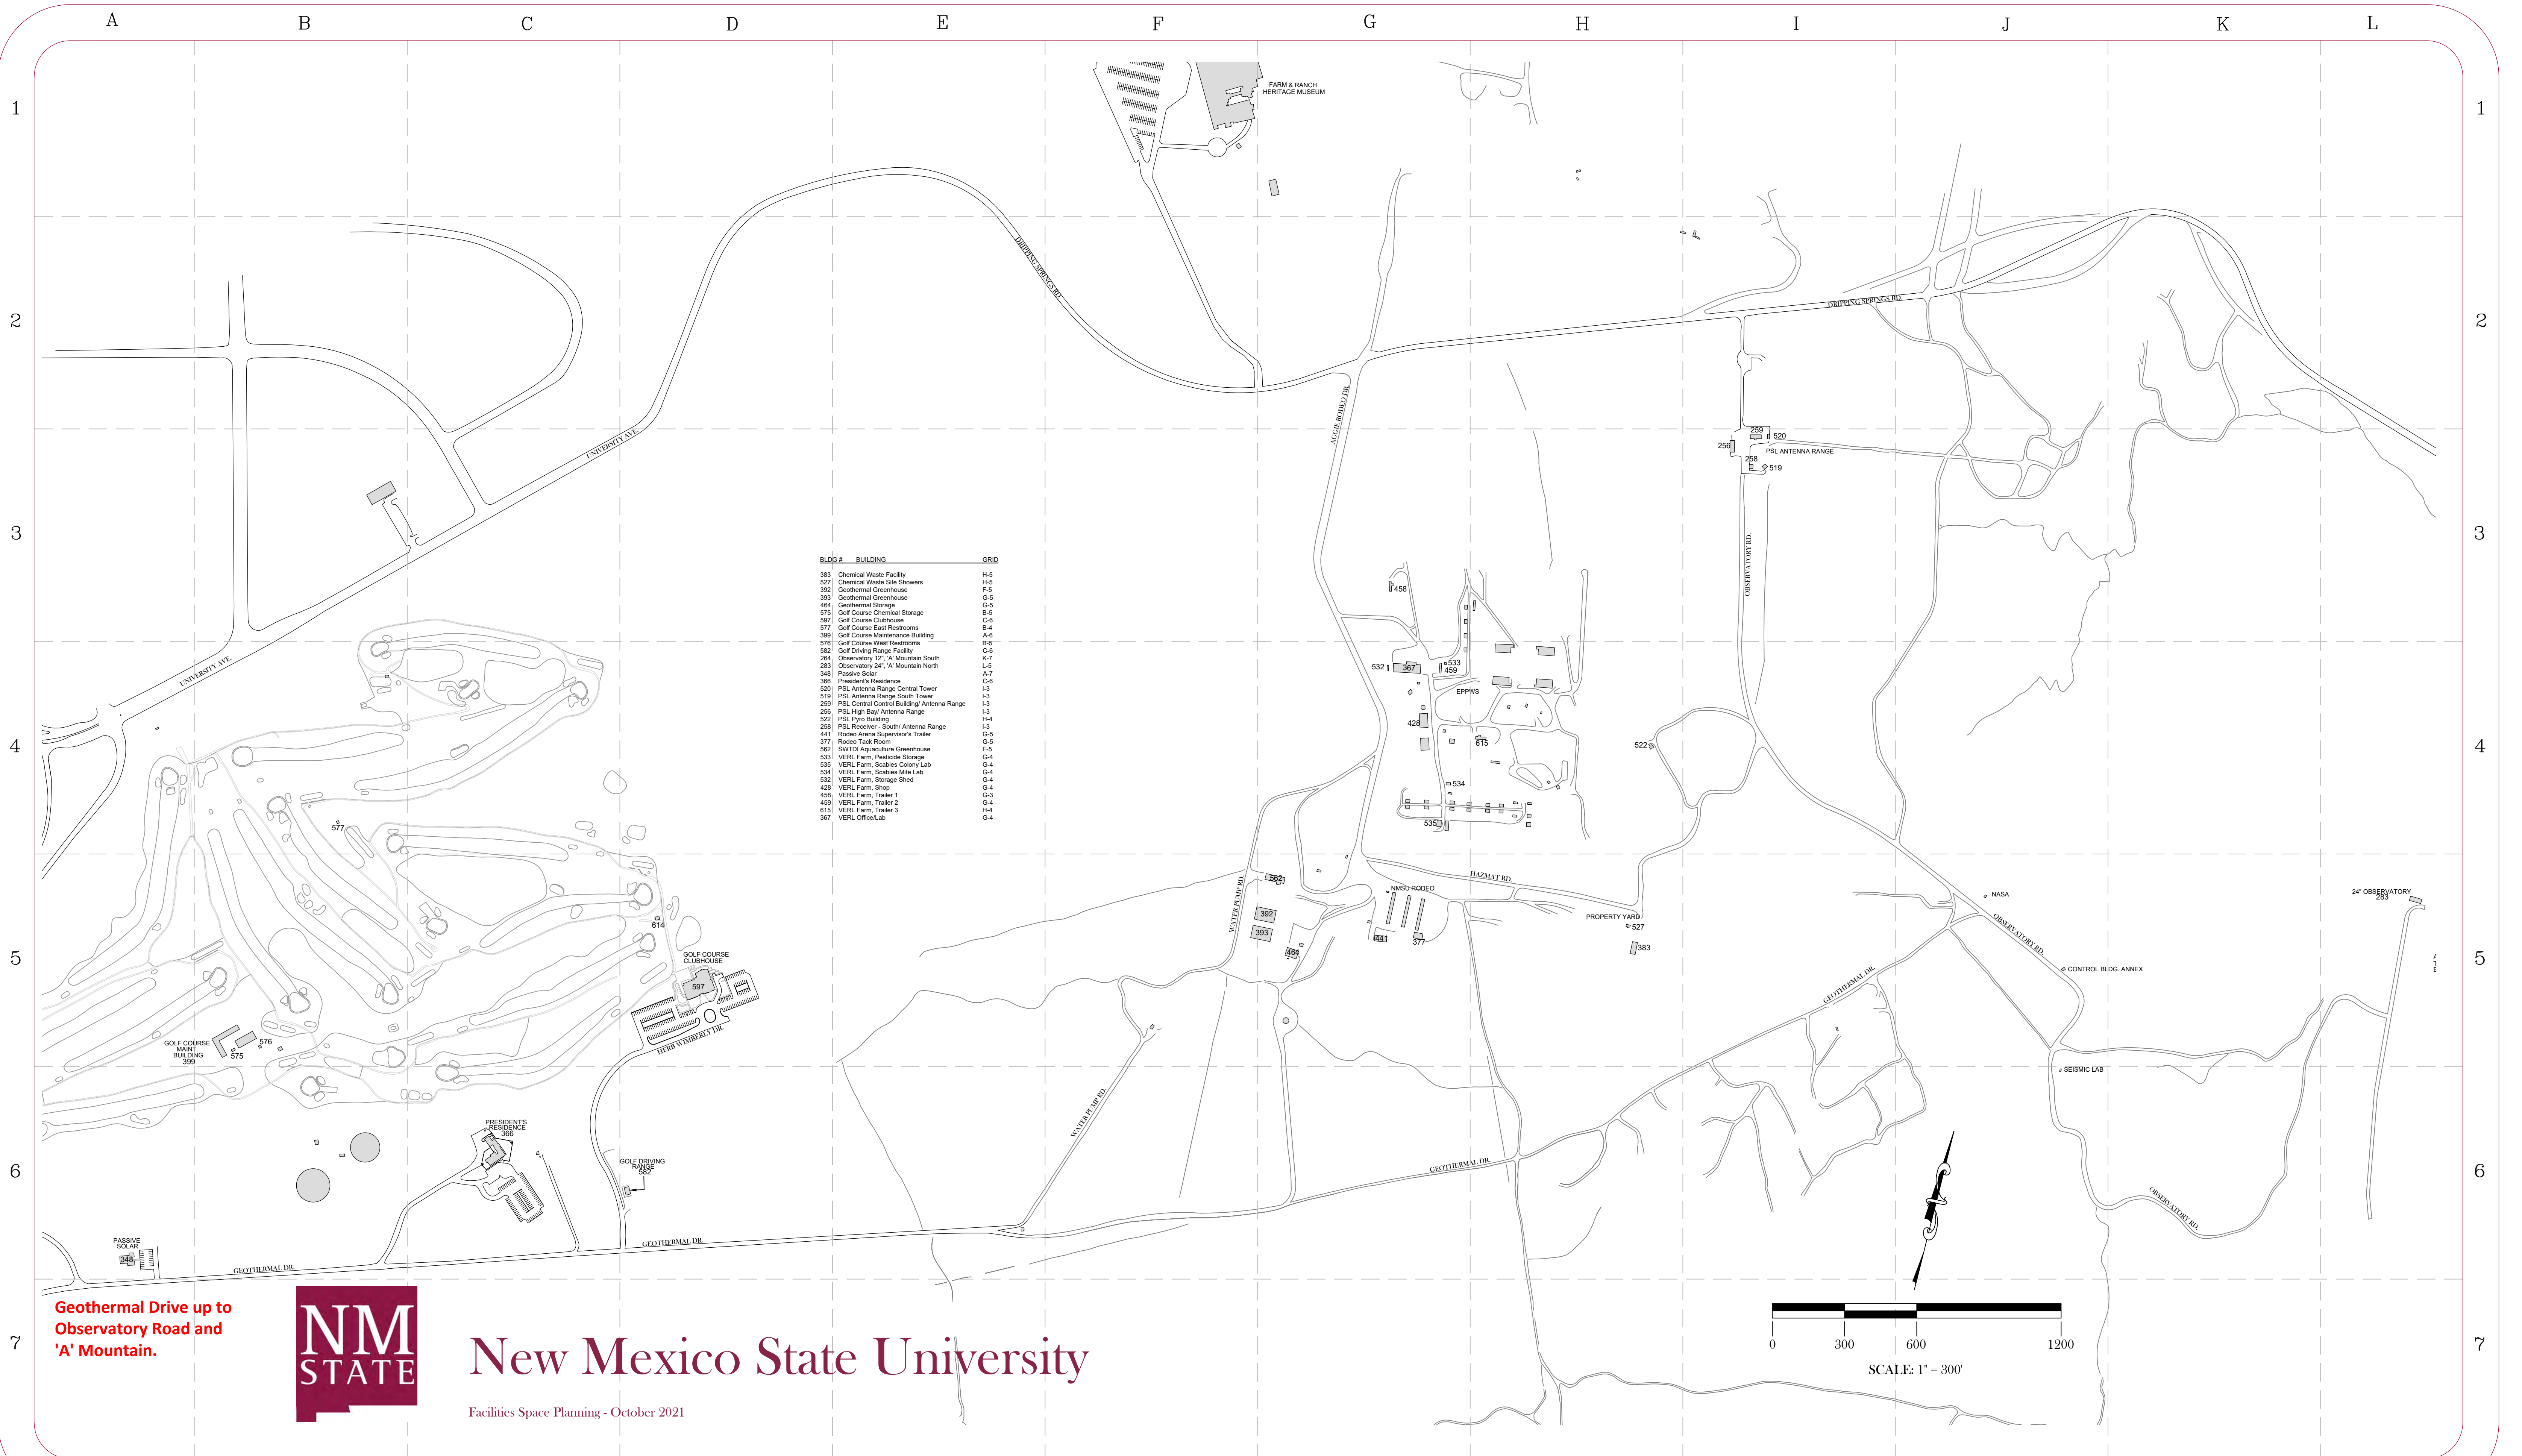 A B C D E F G H I J K L
1 1
FARM & RANCH
HERITAGE MUSEUM
DRIPPING SPRINGS RD.
2 2
DRIPPING SPRINGS RD.
AGGIE RODEO DR.
UNIVERSITY AVE.
259
520
256
PSL ANTENNA RANGE
258
519
3 3
OBSERVATORY RD.
BLDG # BUILDING GRID
383 Chemical Waste Facility H-5
527 Chemical Waste Site Showers H-5
392 Geothermal Greenhouse F-5
393 Geothermal Greenhouse G-5
464 Geothermal Storage G-5
575 Golf Course Chemical Storage B-5
597 Golf Course Clubhouse C-6
577 Golf Course East Restrooms B-4
399 Golf Course Maintenance Building A-6
576 Golf Course West Restrooms B-5
582 Golf Driving Range Facility C-6
264 Observatory 12", 'A' Mountain South K-7
283 Observatory 24", 'A' Mountain North L-5
348 Passive Solar A-7
366 President's Residence C-6
520 PSL Antenna Range Central Tower I-3
519 PSL Antenna Range South Tower I-3
259 PSL Central Control Building/ Antenna Range I-3
256 PSL High Bay/ Antenna Range I-3
522 PSL Pyro Building H-4
258 PSL Receiver - South/ Antenna Range I-3
441 Rodeo Arena Supervisor's Trailer G-5
377 Rodeo Tack Room G-5
562 SWTDI Aquaculture Greenhouse F-5
533 VERL Farm, Pesticide Storage G-4
535 VERL Farm, Scabies Colony Lab G-4
534 VERL Farm, Scabies Mite Lab G-4
532 VERL Farm, Storage Shed G-4
428 VERL Farm, Shop G-4
458 VERL Farm, Trailer 1 G-3
459 VERL Farm, Trailer 2 G-4
615 VERL Farm, Trailer 3 H-4
367 VERL Office/Lab G-4
458
UNIVERSITY AVE.
532
367
533
459
EPPWS
428
615
522
4 4
534
535
577
HAZMAT RD.
562
WATER PUMP RD.
392
393
464
NMSU RODEO
441
377
PROPERTY YARD
527
383
NASA
OBSERVATORY RD.
24" OBSERVATORY
283
614
GOLF COURSE
CLUBHOUSE
597
5 5
A
T
E
CONTROL BLDG. ANNEX
GEOTHERMAL DR.
HERB WIMBERLY DR.
GOLF COURSE
MAINT.
BUILDING
399
575
576
SEISMIC LAB
WATER PUMP RD.
PRESIDENT'S
RESIDENCE
366
6 6
GOLF DRIVING
RANGE
582
GEOTHERMAL DR.
OBSERVATORY RD.
PASSIVE
SOLAR
348
GEOTHERMAL DR.
GEOTHERMAL DR.
Geothermal Drive up to
Observatory Road and
'A' Mountain.
7 7
NM
STATE
New Mexico State University
Facilities Space Planning - October 2021
0 300 600 1200
SCALE: 1" = 300'